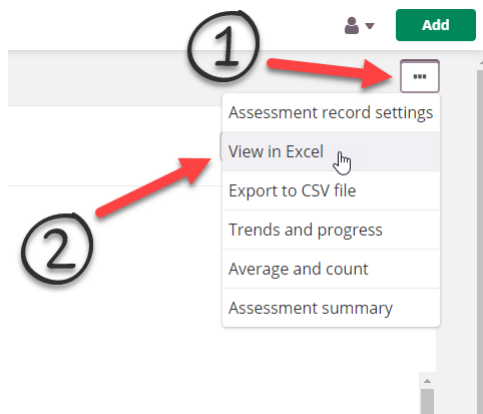 1
Add
...
Assessment record settings
View in Excel
Export to CSV file
2
Trends and progress
Average and count
Assessment summary